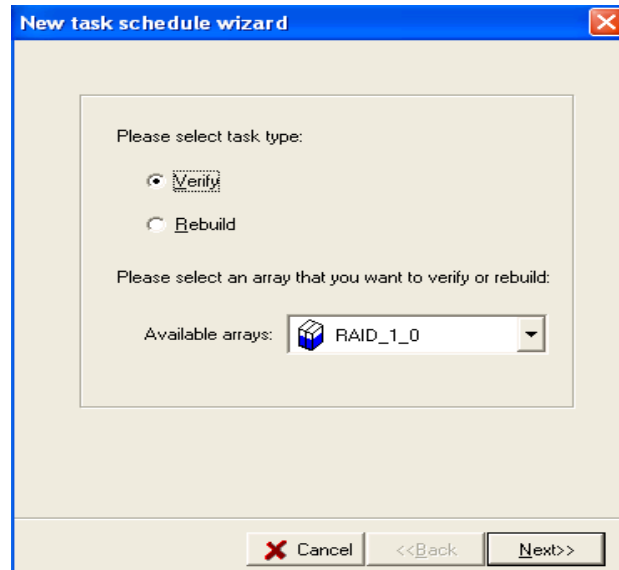 New task schedule wizard
Please select task type:
Verify
Rebuild
Please select an array that you want to verify or rebuild:
Available arrays: RAID_1_0
Cancel <<Back Next>>